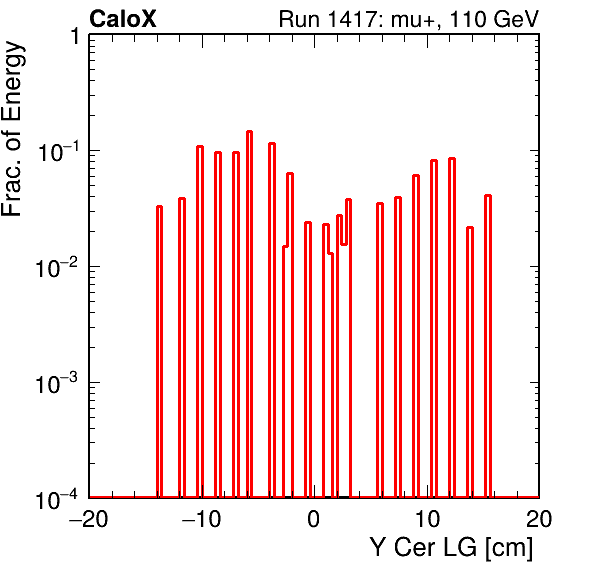 CaloX Run 1417: mu+, 110 GeV
Frac. of Energy
1
10⁻¹
10⁻²
10⁻³
10⁻⁴
−20 −10 0 10 20
Y Cer LG [cm]